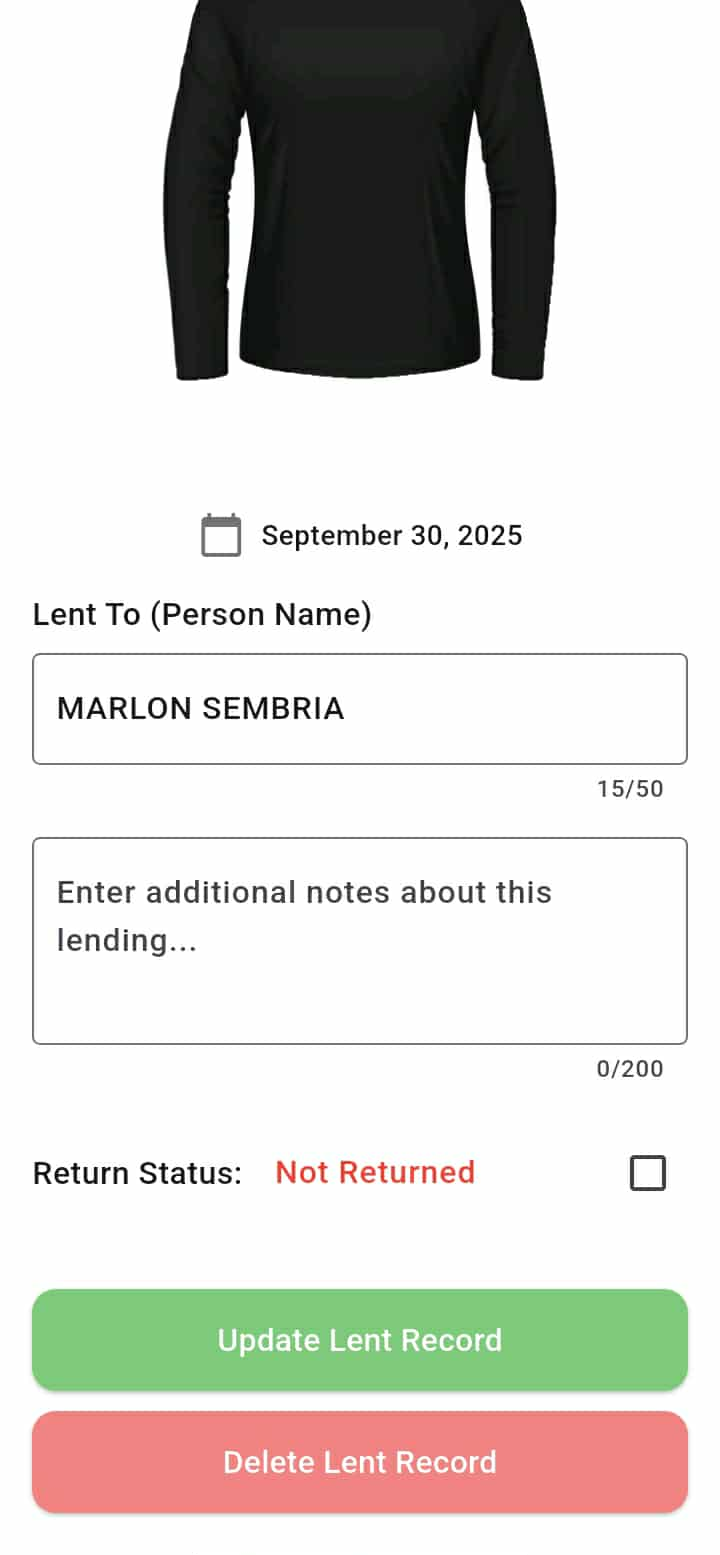 September 30, 2025
Lent To (Person Name)
MARLON SEMBRIA
15/50
Enter additional notes about this
lending...
0/200
Return Status: Not Returned
Update Lent Record
Delete Lent Record